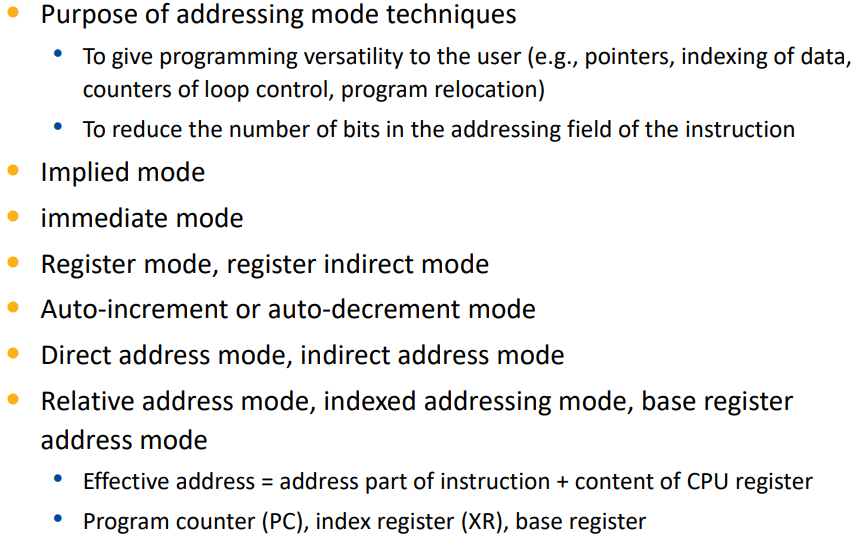 • Purpose of addressing mode techniques
• To give programming versatility to the user (e.g., pointers, indexing of data,
counters of loop control, program relocation)
• To reduce the number of bits in the addressing field of the instruction
• Implied mode
• immediate mode
• Register mode, register indirect mode
• Auto-increment or auto-decrement mode
• Direct address mode, indirect address mode
• Relative address mode, indexed addressing mode, base register
address mode
• Effective address = address part of instruction + content of CPU register
• Program counter (PC), index register (XR), base register